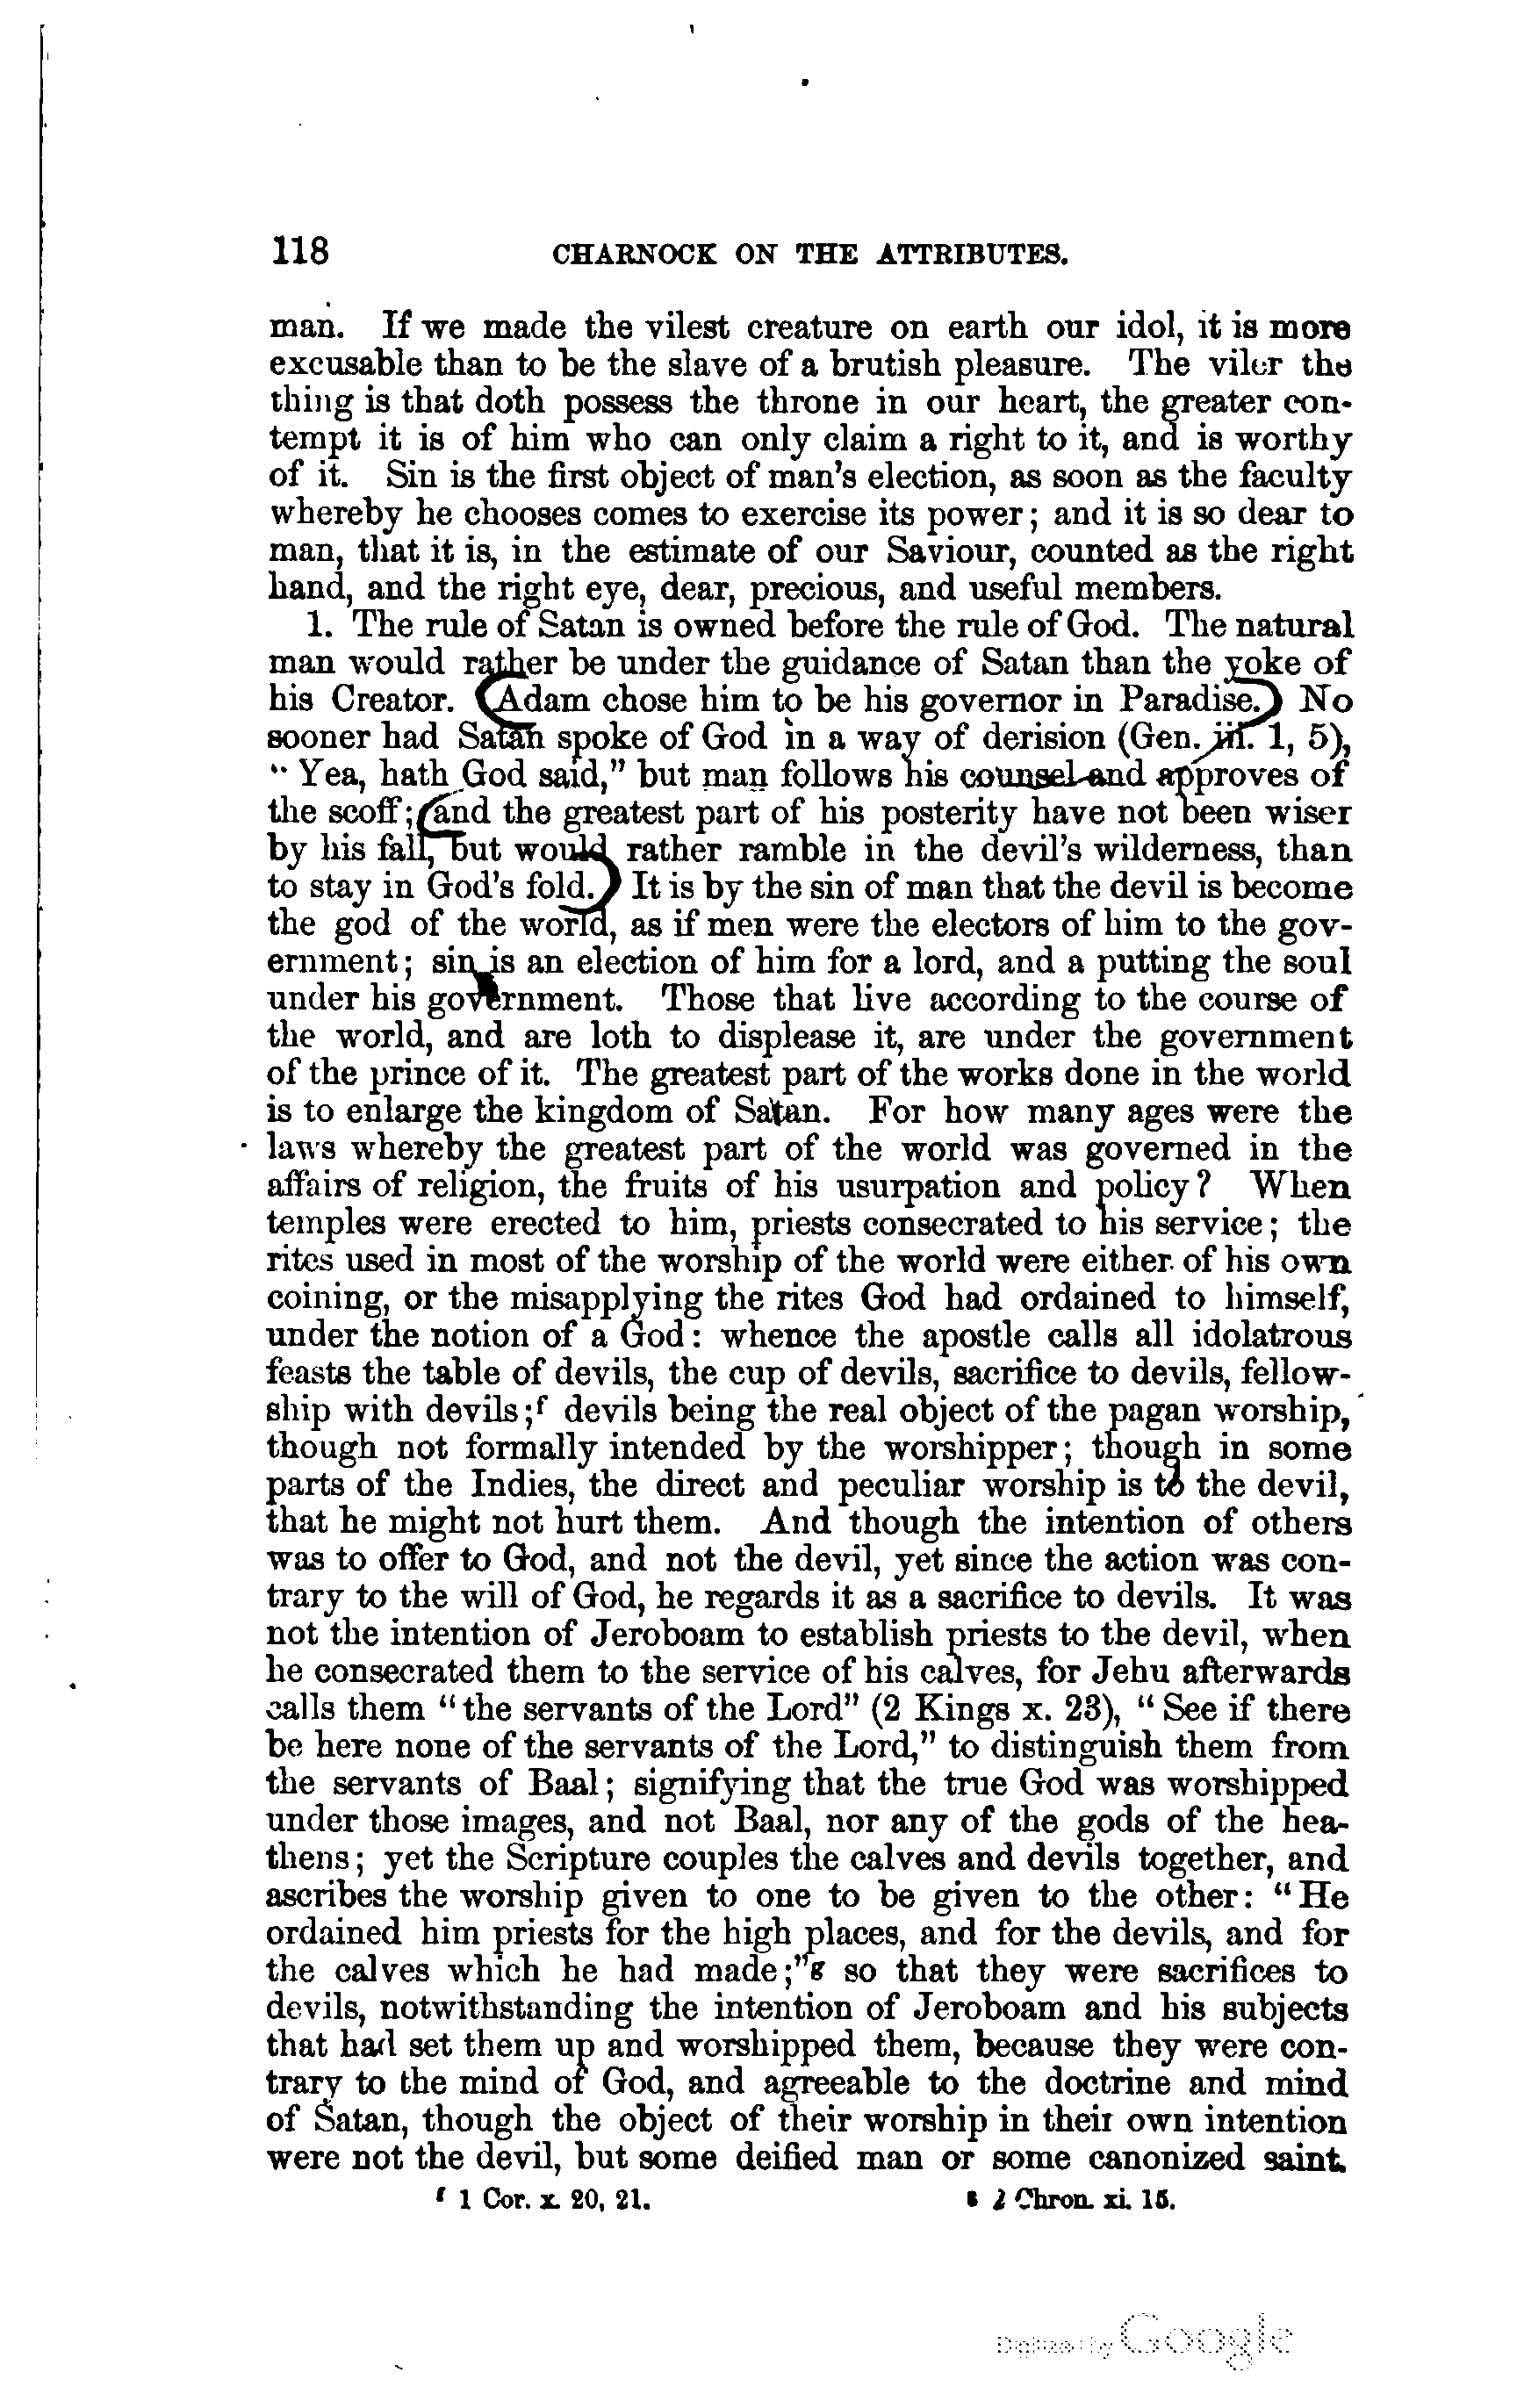 118 CHARNOCK ON THE ATTRIBUTES.
man. If we made the vilest creature on earth our idol, it is more
excusable than to be the slave of a brutish pleasure. The viler the
thing is that doth possess the throne in our heart, the greater con-
tempt it is of him who can only claim a right to it, and is worthy
of it. Sin is the first object of man's election, as soon as the faculty
whereby he chooses comes to exercise its power; and it is so dear to
man, that it is, in the estimate of our Saviour, counted as the right
hand, and the right eye, dear, precious, and useful members.
1. The rule of Satan is owned before the rule of God. The natural
man would rather be under the guidance of Satan than the yoke of
his Creator. Adam chose him to be his governor in Paradise. No
sooner had Satan spoke of God in a way of derision (Gen. iii. 1, 5),
"Yea, hath God said," but man follows his counsel and approves of
the scoff; and the greatest part of his posterity have not been wiser
by his fall, but would rather ramble in the devil's wilderness, than
to stay in God's fold. It is by the sin of man that the devil is become
the god of the world, as if men were the electors of him to the gov-
ernment; sin is an election of him for a lord, and a putting the soul
under his government. Those that live according to the course of
the world, and are loth to displease it, are under the government
of the prince of it. The greatest part of the works done in the world
is to enlarge the kingdom of Satan. For how many ages were the
laws whereby the greatest part of the world was governed in the
affairs of religion, the fruits of his usurpation and policy? When
temples were erected to him, priests consecrated to his service; the
rites used in most of the worship of the world were either of his own
coining, or the misapplying the rites God had ordained to himself,
under the notion of a God: whence the apostle calls all idolatrous
feasts the table of devils, the cup of devils, sacrifice to devils, fellow-
ship with devils;f devils being the real object of the pagan worship,
though not formally intended by the worshipper; though in some
parts of the Indies, the direct and peculiar worship is to the devil,
that he might not hurt them. And though the intention of others
was to offer to God, and not the devil, yet since the action was con-
trary to the will of God, he regards it as a sacrifice to devils. It was
not the intention of Jeroboam to establish priests to the devil, when
he consecrated them to the service of his calves, for Jehu afterwards
calls them "the servants of the Lord" (2 Kings x. 23), "See if there
be here none of the servants of the Lord," to distinguish them from
the servants of Baal; signifying that the true God was worshipped
under those images, and not Baal, nor any of the gods of the hea-
thens; yet the Scripture couples the calves and devils together, and
ascribes the worship given to one to be given to the other: "He
ordained him priests for the high places, and for the devils, and for
the calves which he had made;"g so that they were sacrifices to
devils, notwithstanding the intention of Jeroboam and his subjects
that had set them up and worshipped them, because they were con-
trary to the mind of God, and agreeable to the doctrine and mind
of Satan, though the object of their worship in their own intention
were not the devil, but some deified man or some canonized saint.
f 1 Cor. x. 20, 21. g 2 Chron. xi. 15.
Digitized by Google